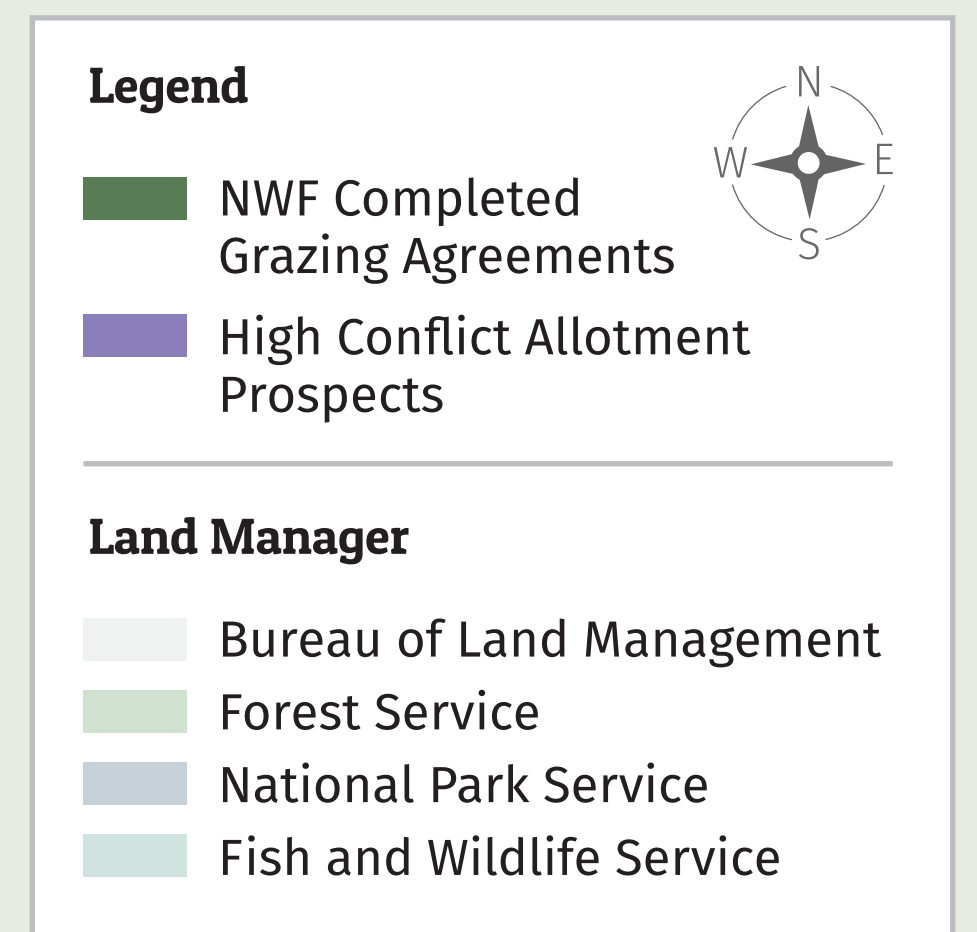 Legend
N
W
E
S
NWF Completed
Grazing Agreements
High Conflict Allotment
Prospects
Land Manager
Bureau of Land Management
Forest Service
National Park Service
Fish and Wildlife Service